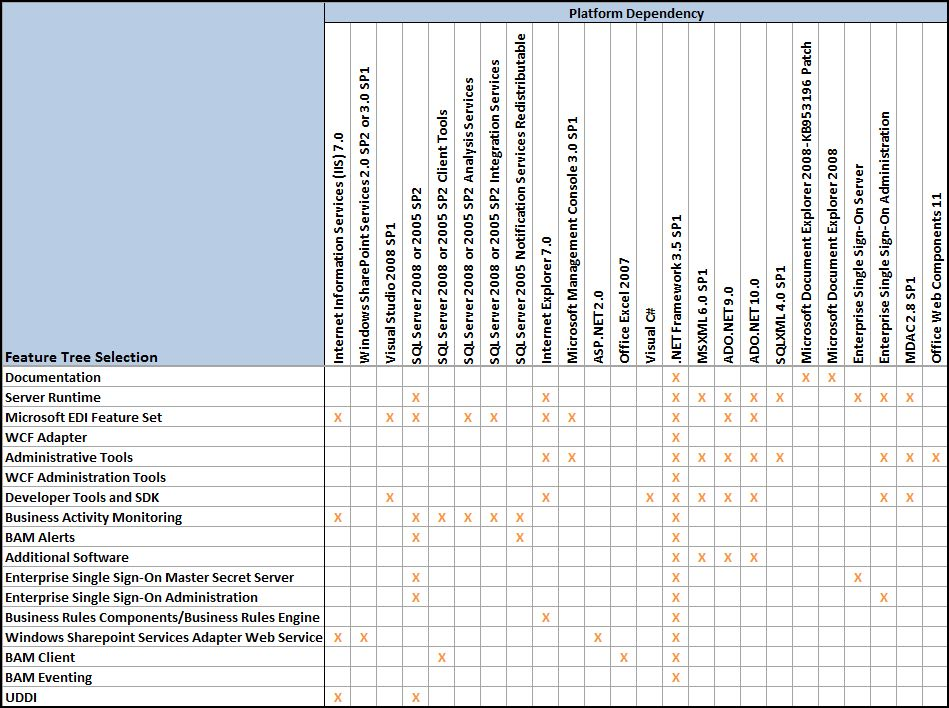 Platform Dependency
Feature Tree Selection
Internet Information Services (IIS) 7.0
Windows SharePoint Services 2.0 SP2 or 3.0 SP1
Visual Studio 2008 SP1
SQL Server 2008 or 2005 SP2
SQL Server 2008 or 2005 SP2 Client Tools
SQL Server 2008 or 2005 SP2 Analysis Services
SQL Server 2008 or 2005 SP2 Integration Services
SQL Server 2005 Notification Services Redistributable
Internet Explorer 7.0
Microsoft Management Console 3.0 SP1
ASP.NET 2.0
Office Excel 2007
Visual C#
.NET Framework 3.5 SP1
MSXML 6.0 SP1
ADO.NET 9.0
ADO.NET 10.0
SQLXML 4.0 SP1
Microsoft Document Explorer 2008-KB953196 Patch
Microsoft Document Explorer 2008
Enterprise Single Sign-On Server
Enterprise Single Sign-On Administration
MDAC 2.8 SP1
Office Web Components 11
Documentation X X X
Server Runtime X X X X X X X X X X
Microsoft EDI Feature Set X X X X X X X X X X
WCF Adapter X
Administrative Tools X X X X X X X X X X
WCF Administration Tools X
Developer Tools and SDK X X X X X X X X X
Business Activity Monitoring X X X X X X X
BAM Alerts X X X
Additional Software X X X X
Enterprise Single Sign-On Master Secret Server X X X
Enterprise Single Sign-On Administration X X X
Business Rules Components/Business Rules Engine X X
Windows Sharepoint Services Adapter Web Service X X X X
BAM Client X X X
BAM Eventing X
UDDI X X